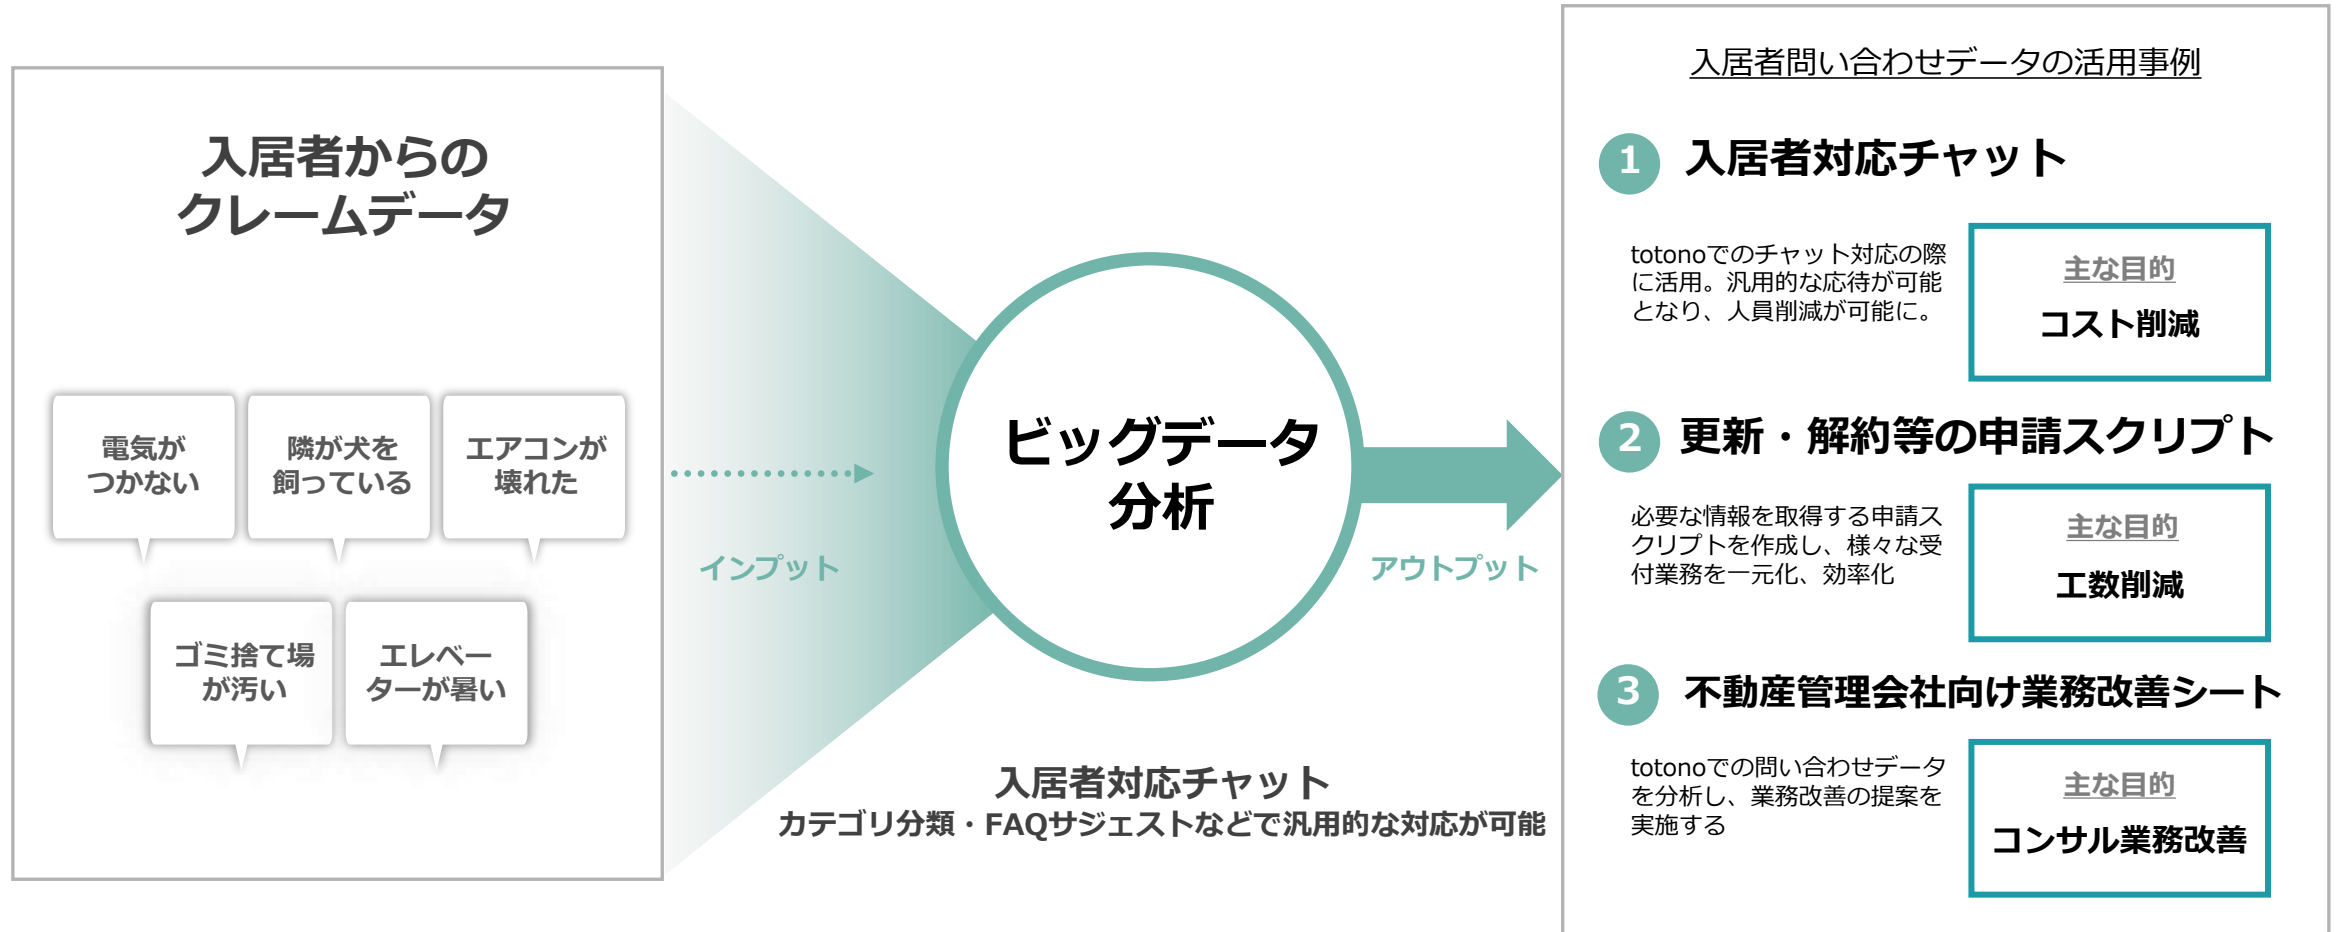 入居者からの
クレームデータ
電気が
つかない
隣が犬を
飼っている
エアコンが
壊れた
ゴミ捨て場
が汚い
エレベー
ターが暑い
インプット
ビッグデータ
分析
アウトプット
入居者対応チャット
カテゴリ分類・FAQサジェストなどで汎用的な対応が可能
入居者問い合わせデータの活用事例
1 入居者対応チャット
totonoでのチャット対応の際
に活用。汎用的な応待が可能
となり、人員削減が可能に。
主な目的
コスト削減
2 更新・解約等の申請スクリプト
必要な情報を取得する申請ス
クリプトを作成し、様々な受
付業務を一元化、効率化
主な目的
工数削減
3 不動産管理会社向け業務改善シート
totonoでの問い合わせデータ
を分析し、業務改善の提案を
実施する
主な目的
コンサル業務改善